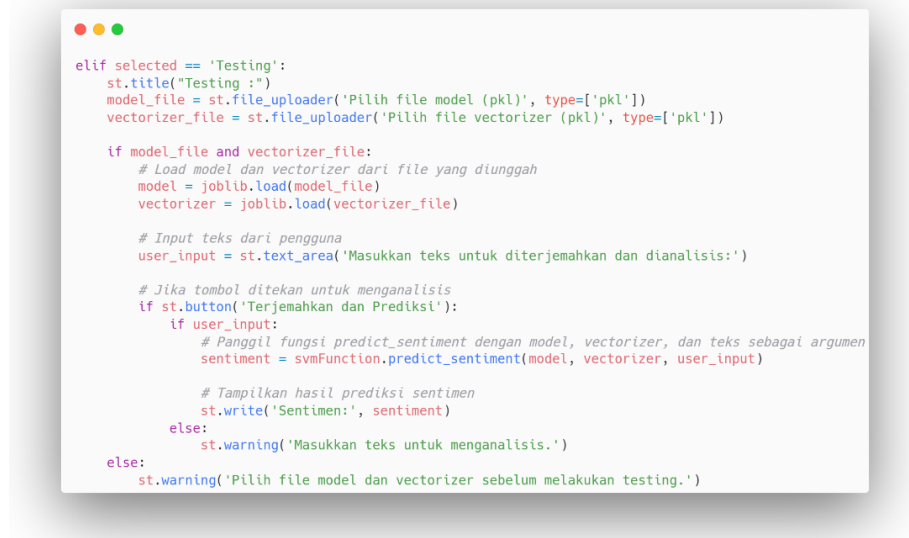 elif selected == 'Testing':
    st.title("Testing :")
    model_file = st.file_uploader('Pilih file model (pkl)', type=['pkl'])
    vectorizer_file = st.file_uploader('Pilih file vectorizer (pkl)', type=['pkl'])

    if model_file and vectorizer_file:
        # Load model dan vectorizer dari file yang diunggah
        model = joblib.load(model_file)
        vectorizer = joblib.load(vectorizer_file)

        # Input teks dari pengguna
        user_input = st.text_area('Masukkan teks untuk diterjemahkan dan dianalisis:')

        # Jika tombol ditekan untuk menganalisis
        if st.button('Terjemahkan dan Prediksi'):
            if user_input:
                # Panggil fungsi predict_sentiment dengan model, vectorizer, dan teks sebagai argumen
                sentiment = svmFunction.predict_sentiment(model, vectorizer, user_input)

                # Tampilkan hasil prediksi sentimen
                st.write('Sentimen:', sentiment)
            else:
                st.warning('Masukkan teks untuk menganalisis.')
    else:
        st.warning('Pilih file model dan vectorizer sebelum melakukan testing.')